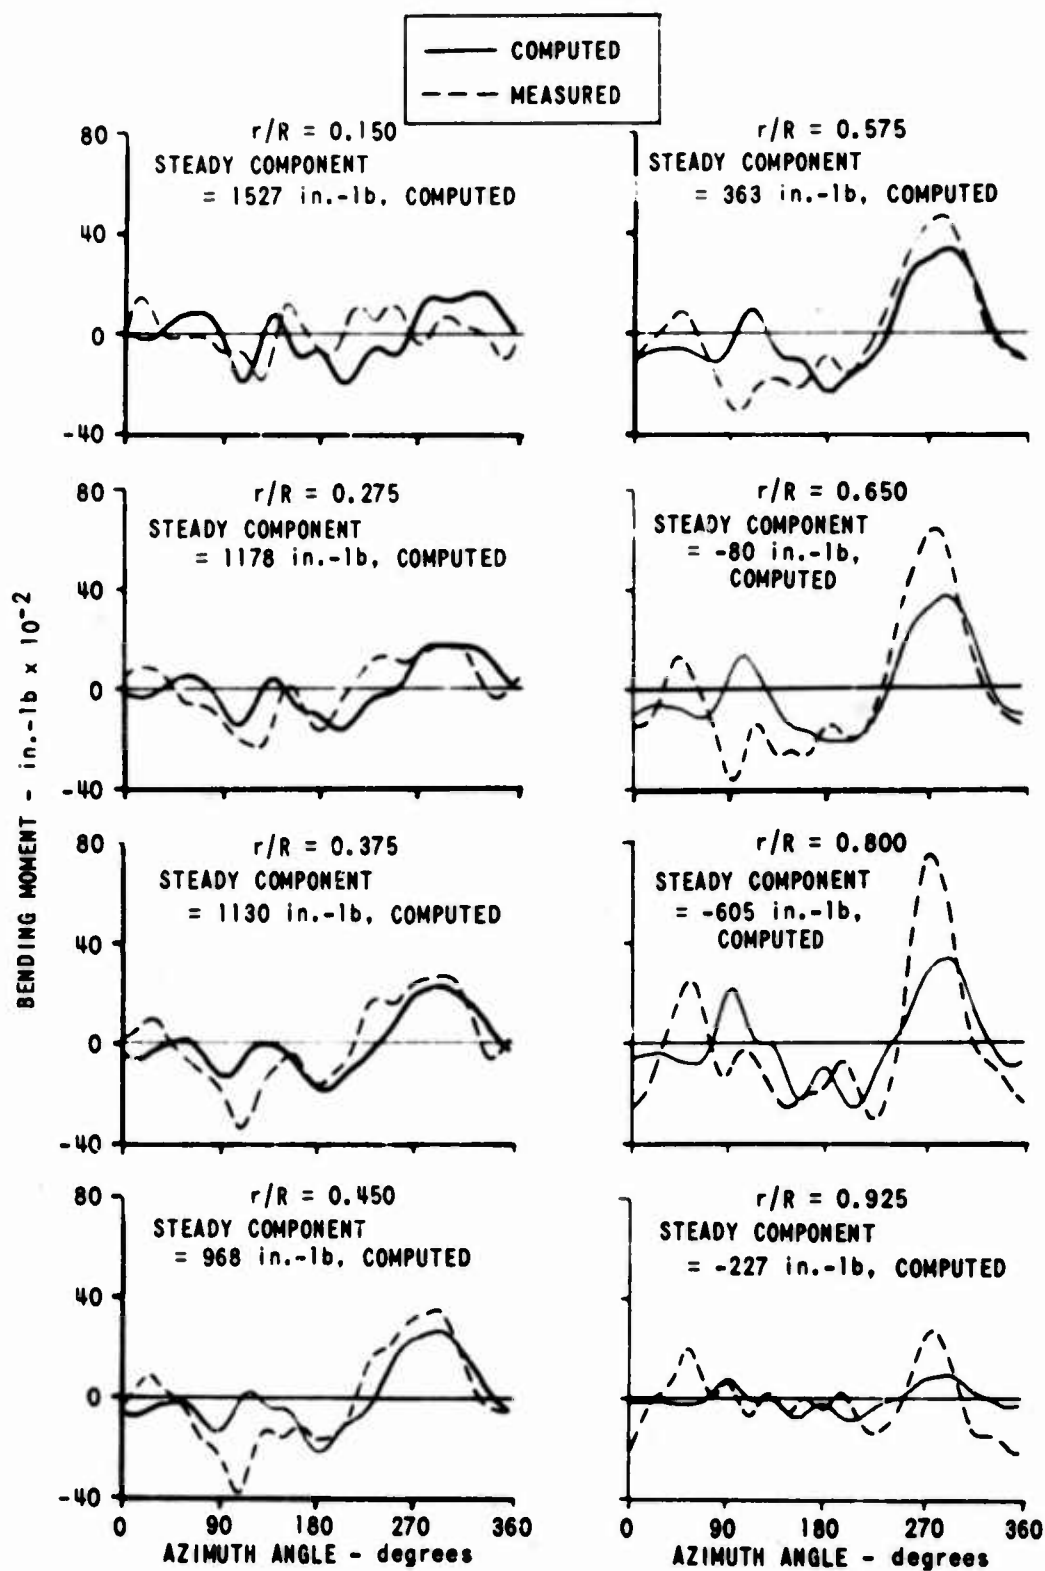 COMPUTED
MEASURED
80
40
0
-40
r/R = 0.150
STEADY COMPONENT
= 1527 in.-lb, COMPUTED
r/R = 0.575
STEADY COMPONENT
= 363 in.-lb, COMPUTED
80
40
0
-40
r/R = 0.275
STEADY COMPONENT
= 1178 in.-lb, COMPUTED
r/R = 0.650
STEADY COMPONENT
= -80 in.-lb,
COMPUTED
BENDING MOMENT - in.-lb x 10⁻²
80
40
0
-40
r/R = 0.375
STEADY COMPONENT
= 1130 in.-lb, COMPUTED
r/R = 0.800
STEADY COMPONENT
= -605 in.-lb,
COMPUTED
80
40
0
-40
r/R = 0.450
STEADY COMPONENT
= 968 in.-lb, COMPUTED
r/R = 0.925
STEADY COMPONENT
= -227 in.-lb, COMPUTED
0 90 180 270 360
AZIMUTH ANGLE - degrees
0 90 180 270 360
AZIMUTH ANGLE - degrees